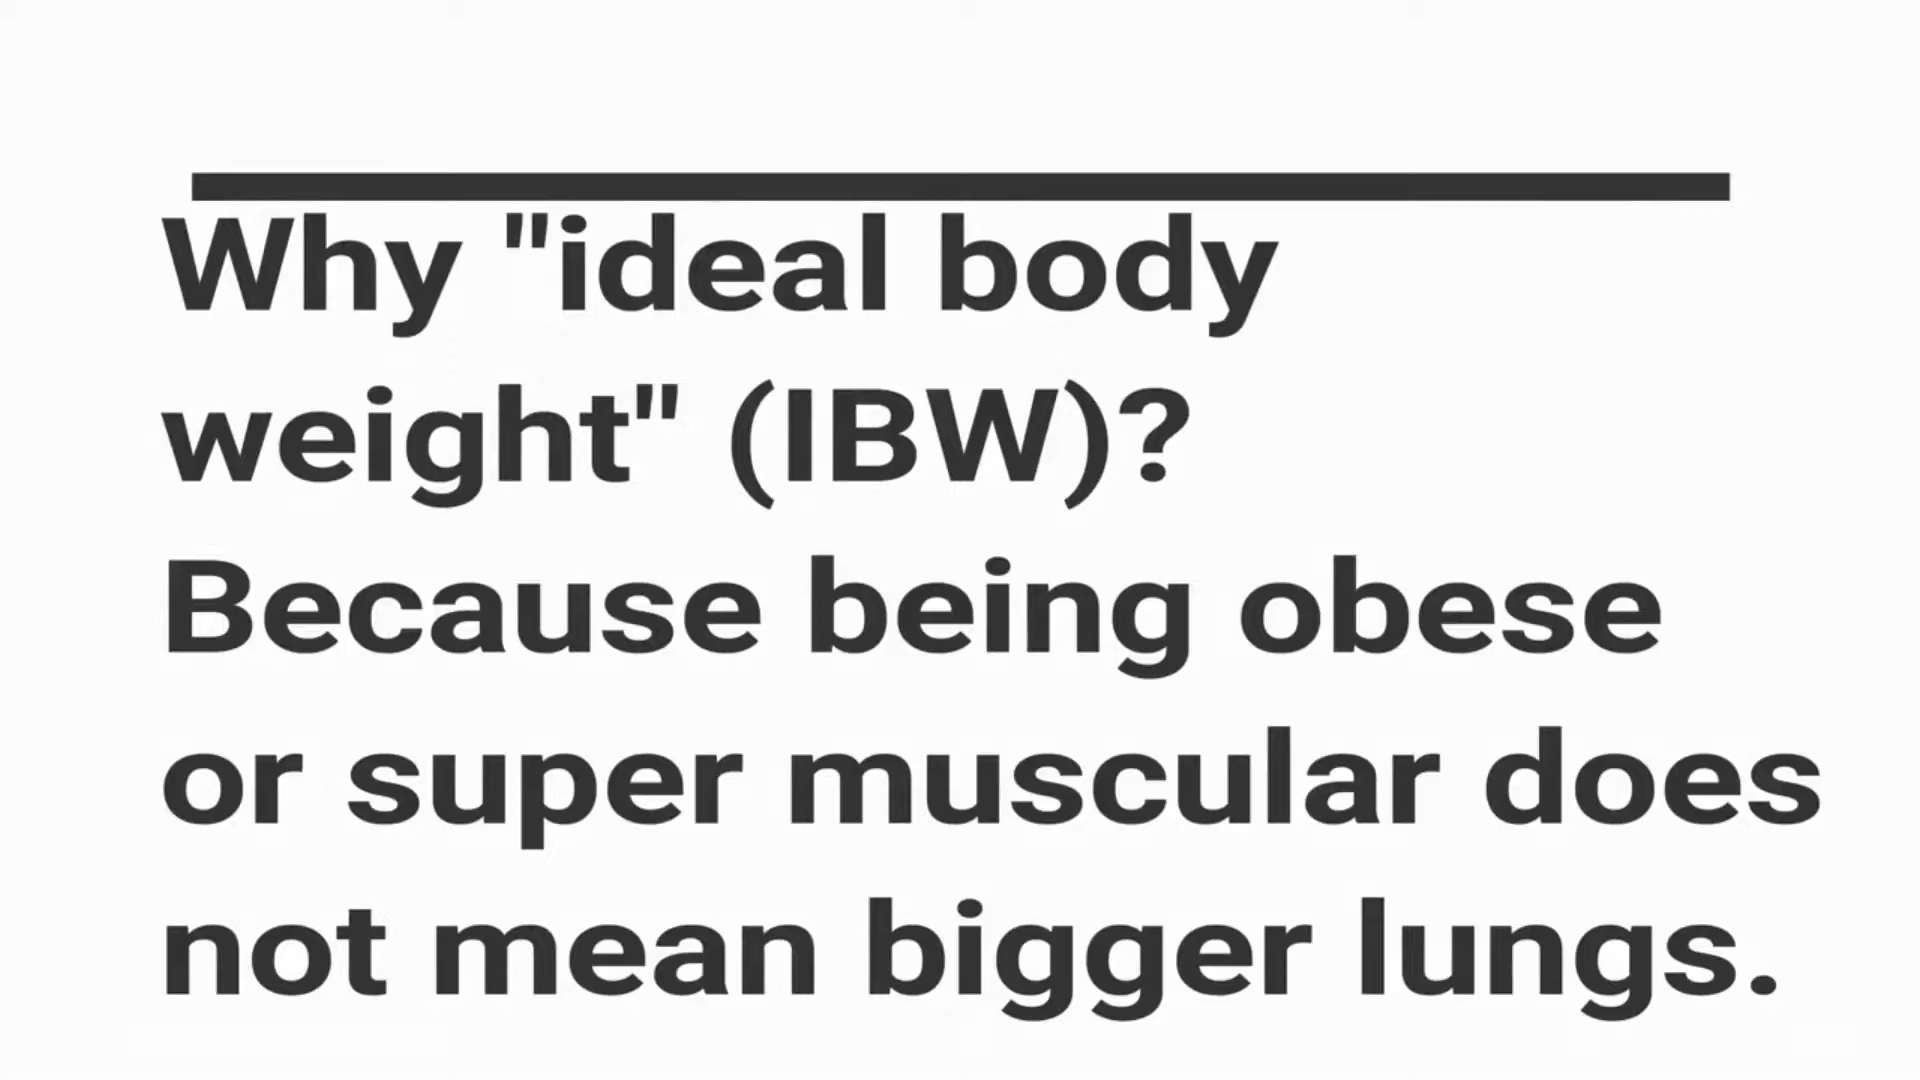 Why "ideal body
weight" (IBW)?
Because being obese
or super muscular does
not mean bigger lungs.